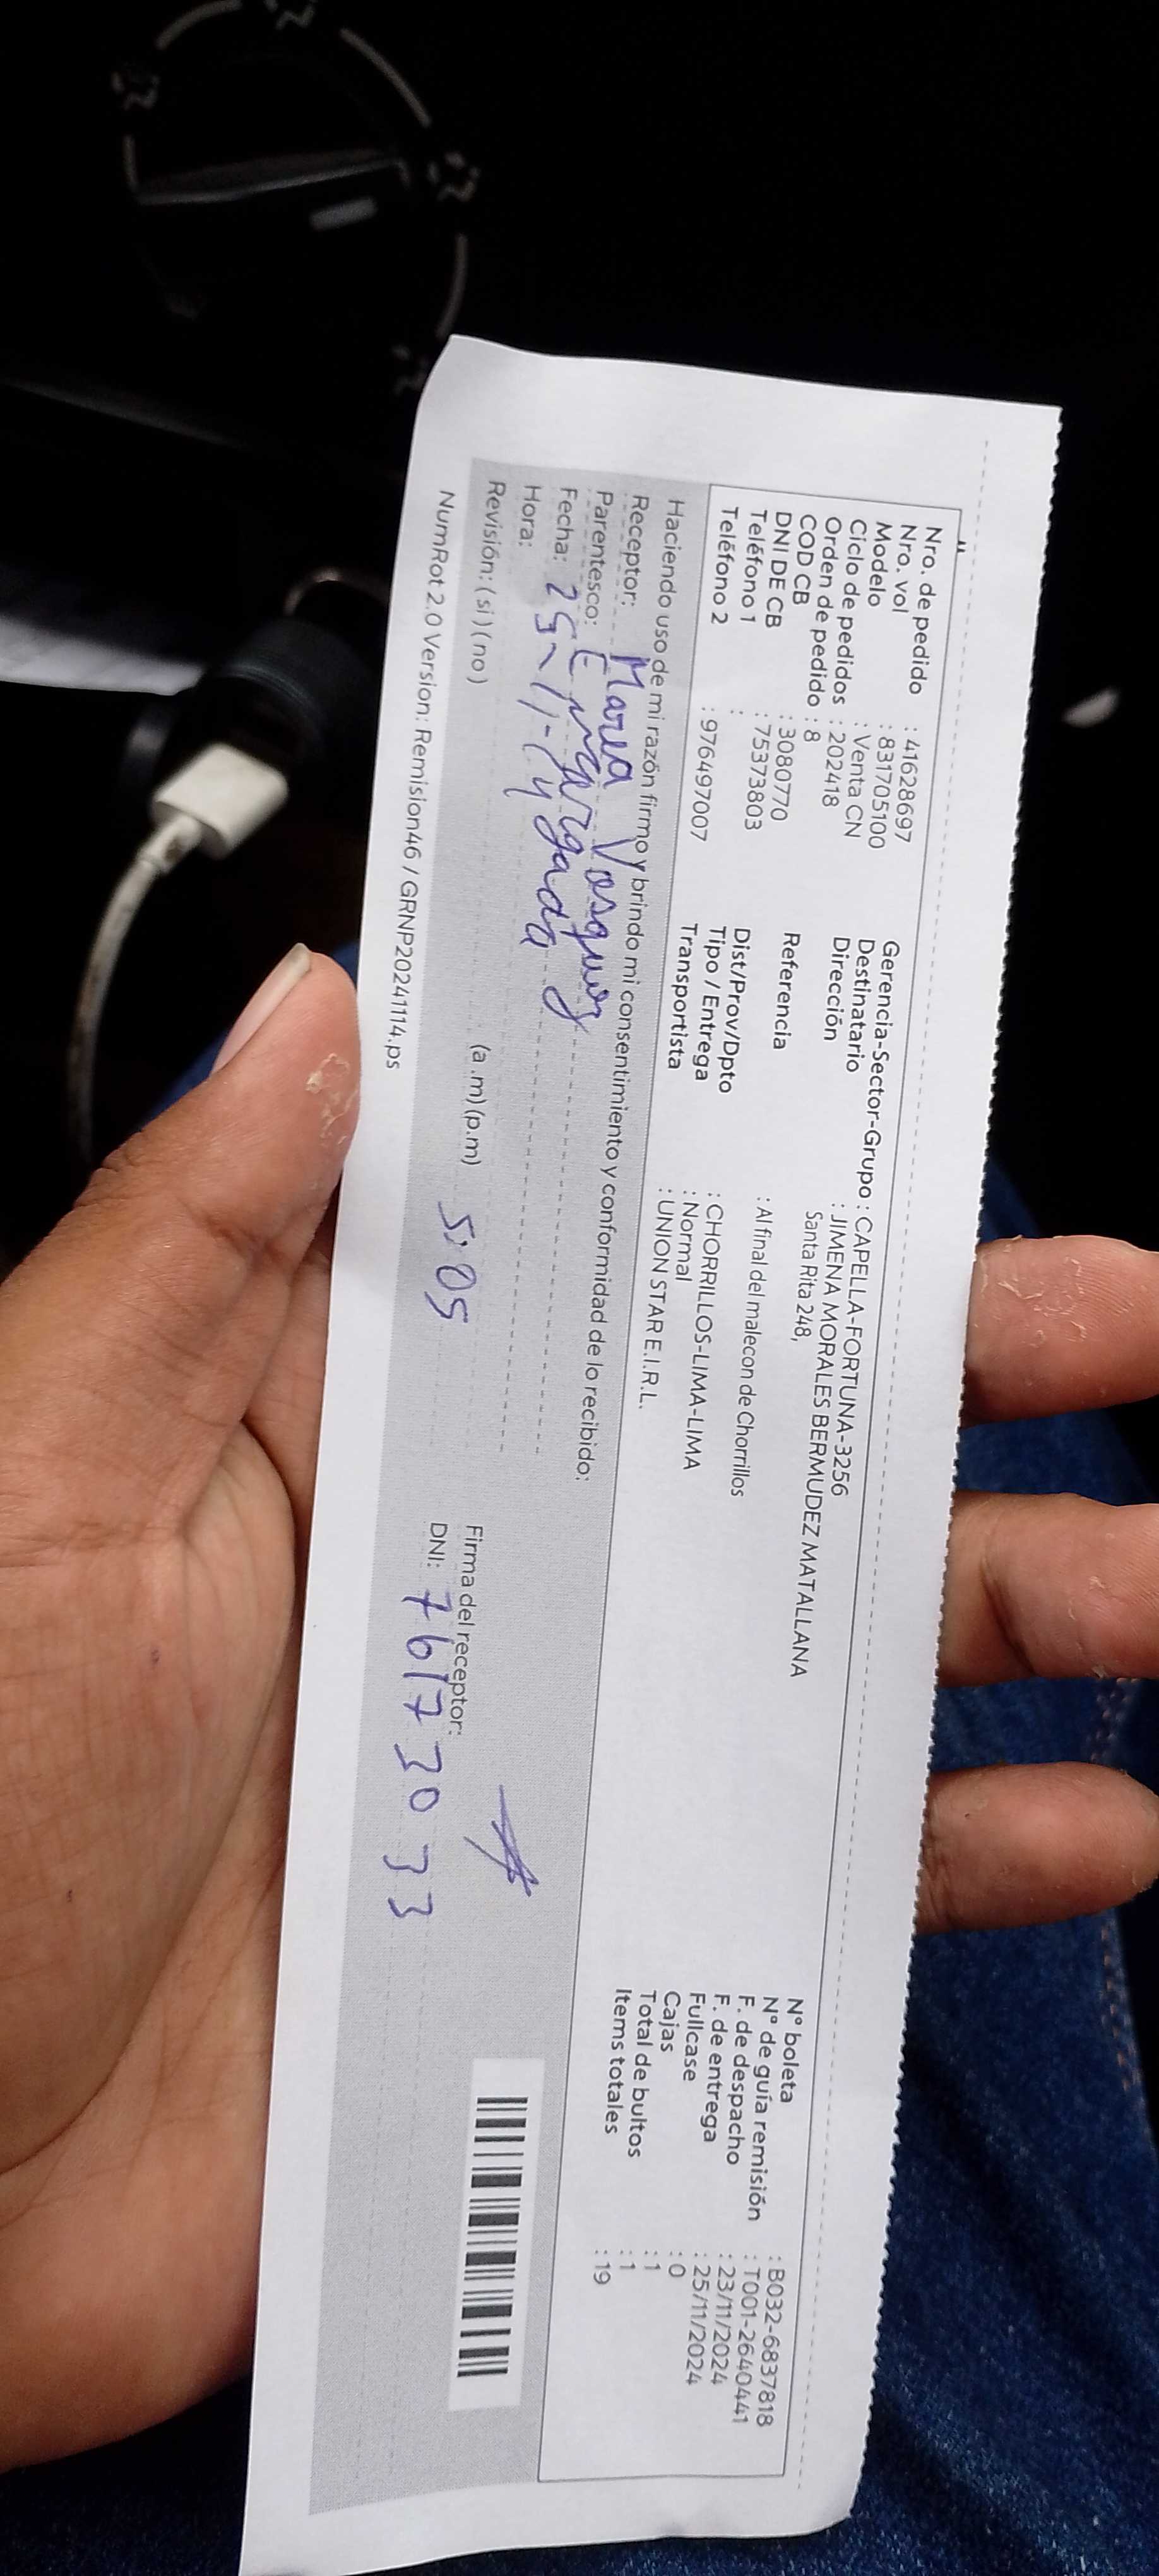 Nro. de pedido : 41628697
Nro. vol : 831705100
Modelo : Venta CN
Ciclo de pedidos : 202418
Orden de pedido : 8
COD CB : 3080770
DNI DE CB : 75373803
Teléfono 1 :
Teléfono 2 : 976497007
Gerencia-Sector-Grupo : CAPELLA-FORTUNA-3256
Destinatario : JIMENA MORALES BERMUDEZ MATALLANA
Dirección Santa Rita 248,
Referencia : Al final del malecon de Chorrillos
Dist/Prov/Dpto : CHORRILLOS-LIMA-LIMA
Tipo / Entrega : Normal
Transportista : UNION STAR E.I.R.L.
N° boleta : B032-6837818
N° de guía remisión : T001-2640441
F. de despacho : 23/11/2024
F. de entrega : 25/11/2024
Fullcase : 0
Cajas : 1
Total de bultos : 1
Items totales : 19
Haciendo uso de mi razón firmo y brindo mi consentimiento y conformidad de lo recibido:
Receptor: Maria Vasquez
Parentesco: Encargada
Fecha: 25-11-24
Hora: (a.m) (p.m) 5:05
Revisión: (si) (no)
Firma del receptor:
DNI: 76173033
NumRot 2.0 Version: Remision46 / GRNP20241114.ps